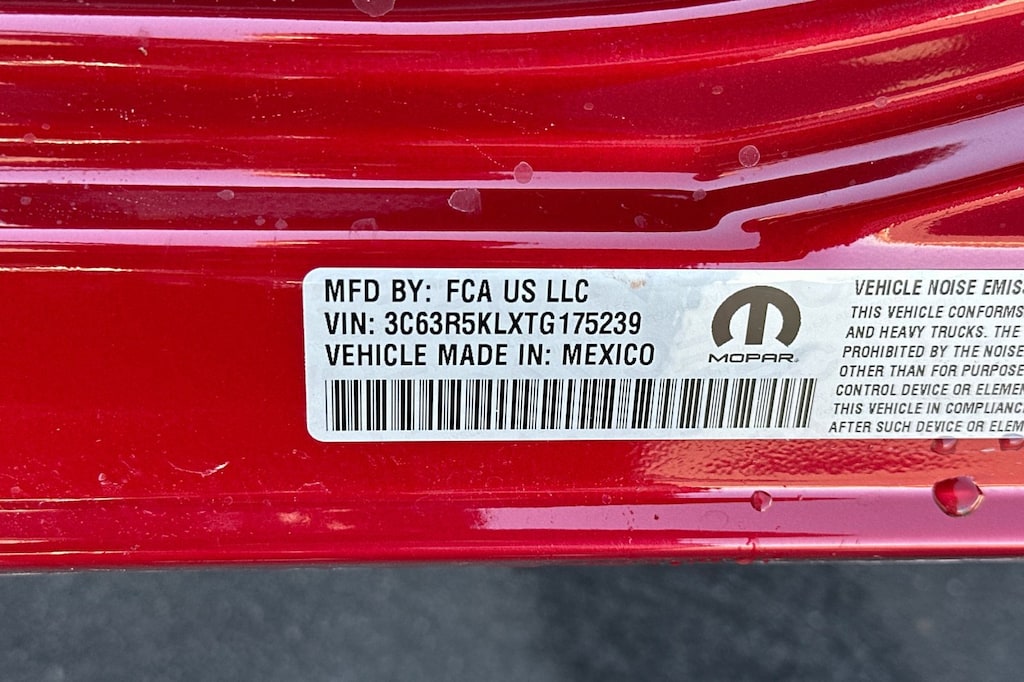 MFD BY: FCA US LLC
VIN: 3C63R5KLXTG175239
VEHICLE MADE IN: MEXICO
MOPAR®
VEHICLE NOISE EMIS
THIS VEHICLE CONFORMS
AND HEAVY TRUCKS. THE
PROHIBITED BY THE NOISE
OTHER THAN FOR PURPOSE
CONTROL DEVICE OR ELEMEN
THIS VEHICLE IN COMPLIANC
AFTER SUCH DEVICE OR ELEM